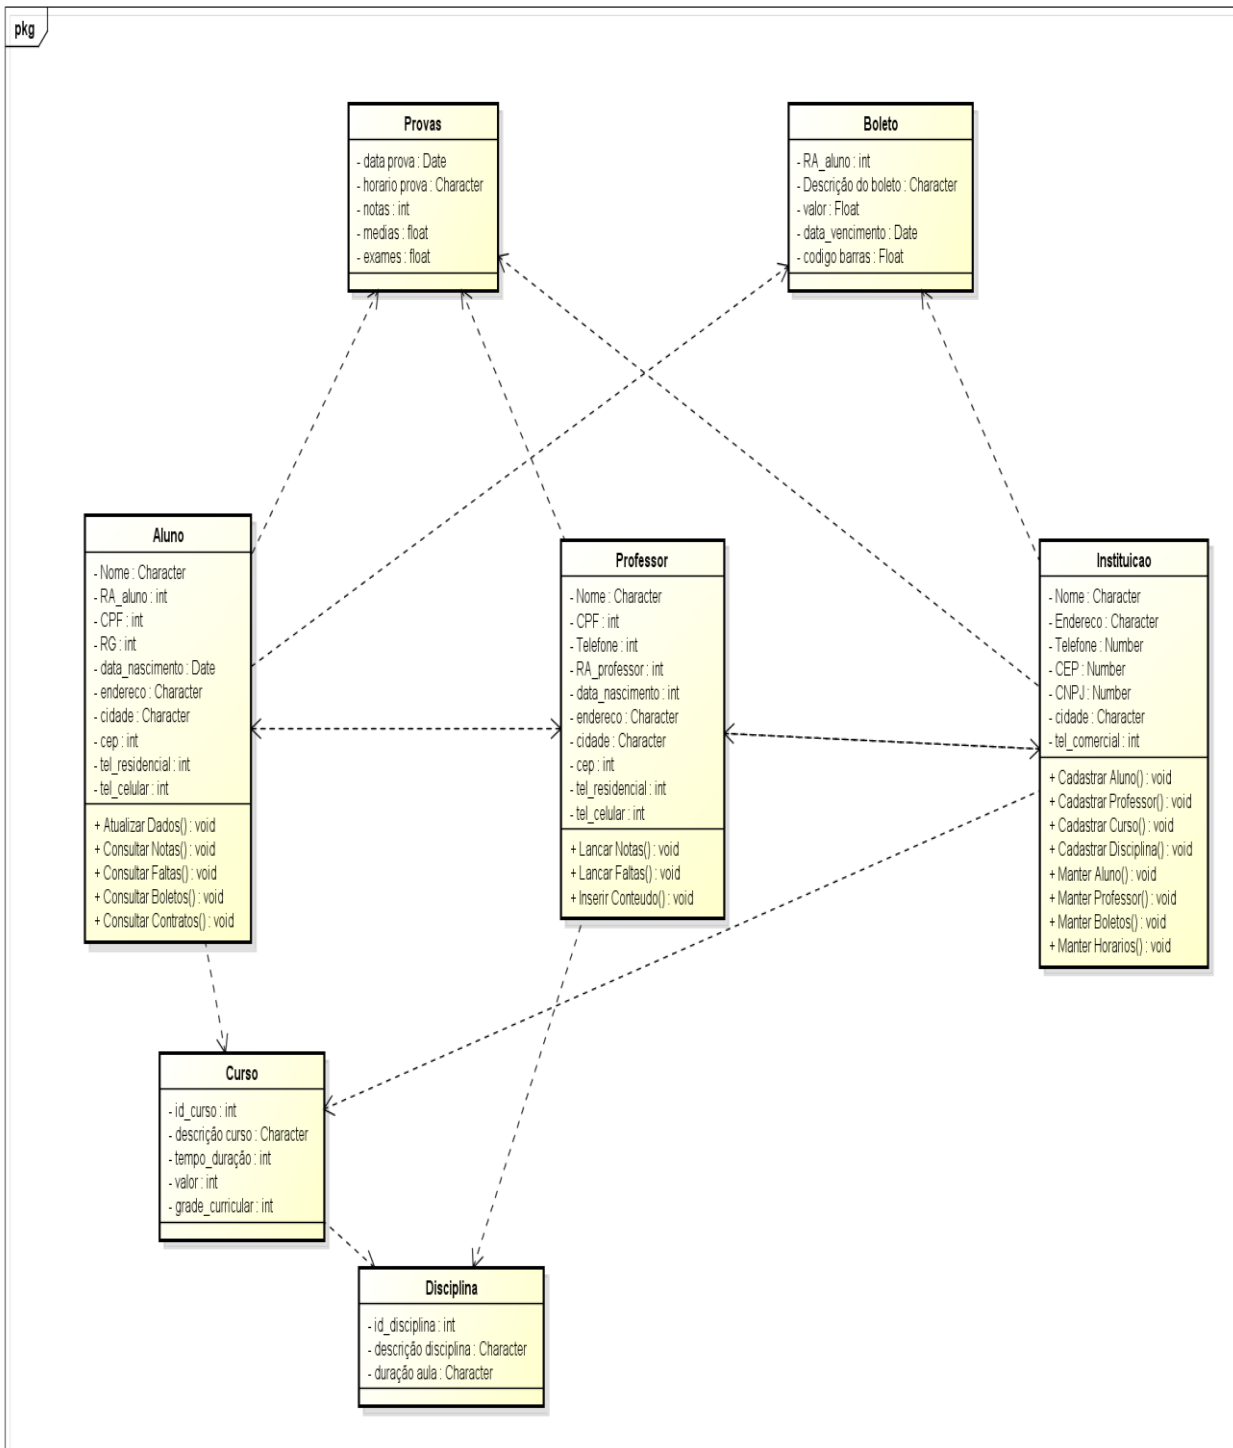 pkg
Provas
- data prova : Date
- horario prova : Character
- notas : int
- medias : float
- exames : float
Boleto
- RA_aluno : int
- Descrição do boleto : Character
- valor : Float
- data_vencimento : Date
- codigo barras : Float
Aluno
- Nome : Character
- RA_aluno : int
- CPF : int
- RG : int
- data_nascimento : Date
- endereco : Character
- cidade : Character
- cep : int
- tel_residencial : int
- tel_celular : int
+ Atualizar Dados() : void
+ Consultar Notas() : void
+ Consultar Faltas() : void
+ Consultar Boletos() : void
+ Consultar Contratos() : void
Professor
- Nome : Character
- CPF : int
- Telefone : int
- RA_professor : int
- data_nascimento : int
- endereco : Character
- cidade : Character
- cep : int
- tel_residencial : int
- tel_celular : int
+ Lancar Notas() : void
+ Lancar Faltas() : void
+ Inserir Conteudo() : void
Instituicao
- Nome : Character
- Endereco : Character
- Telefone : Number
- CEP : Number
- CNPJ : Number
- cidade : Character
- tel_comercial : int
+ Cadastrar Aluno() : void
+ Cadastrar Professor() : void
+ Cadastrar Curso() : void
+ Cadastrar Disciplina() : void
+ Manter Aluno() : void
+ Manter Professor() : void
+ Manter Boletos() : void
+ Manter Horarios() : void
Curso
- id_curso : int
- descrição curso : Character
- tempo_duração : int
- valor : int
- grade_curricular : int
Disciplina
- id_disciplina : int
- descrição disciplina : Character
- duração aula : Character